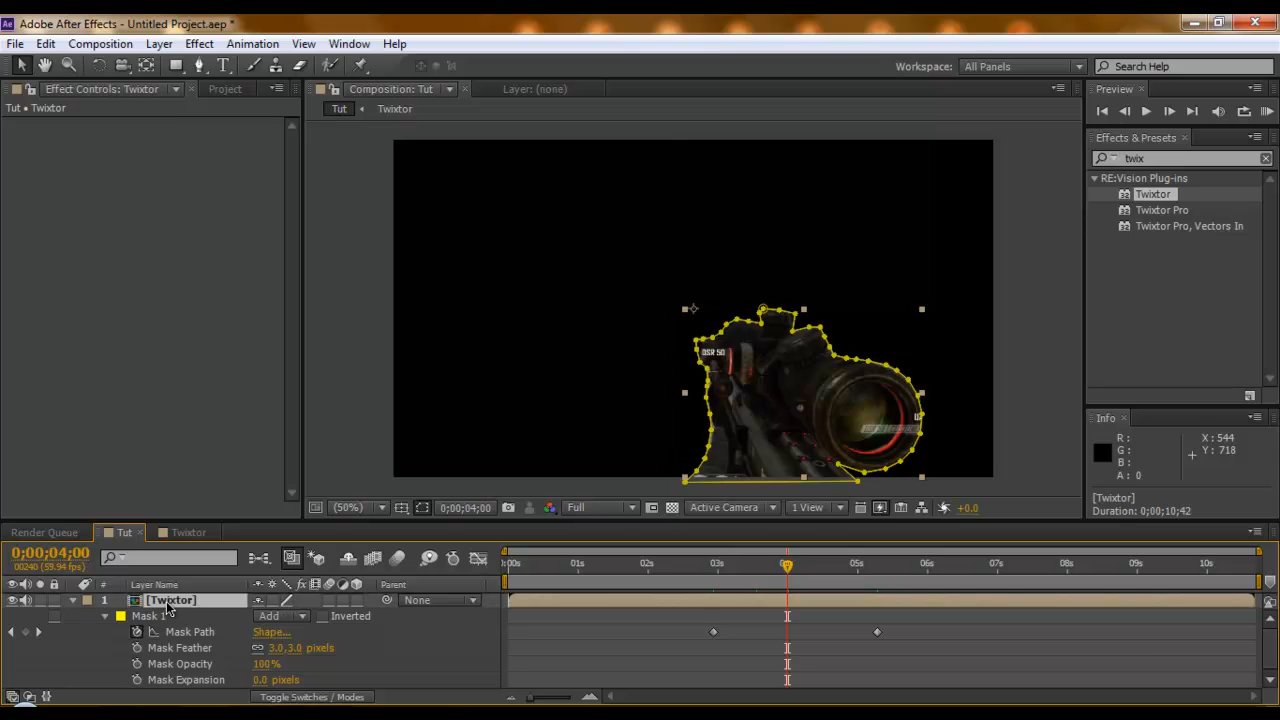 Adobe After Effects - Untitled Project.aep *
File Edit Composition Layer Effect Animation View Window Help
Workspace: All Panels Search Help
Effect Controls: Twixtor Project
Composition: Tut Layer: (none)
Preview
Tut • Twixtor
Tut Twixtor
Effects & Presets
twix
RE:Vision Plug-ins
Twixtor
Twixtor Pro
Twixtor Pro, Vectors In
DSR 50
Info
R :
G :
B :
A : 0
X : 544
Y : 718
[Twixtor]
Duration: 0;00;10;42
(50%) 0;00;04;00 Full Active Camera 1 View +0.0
Render Queue Tut Twixtor
0;00;04;00
00240 (59.94 fps)
:00s 01s 02s 03s 05s 06s 07s 08s 09s 10s
# Layer Name Parent
1 [Twixtor] None
Mask 1 Add Inverted
Mask Path Shape...
Mask Feather 3.0,3.0 pixels
Mask Opacity 100%
Mask Expansion 0.0 pixels
Toggle Switches / Modes